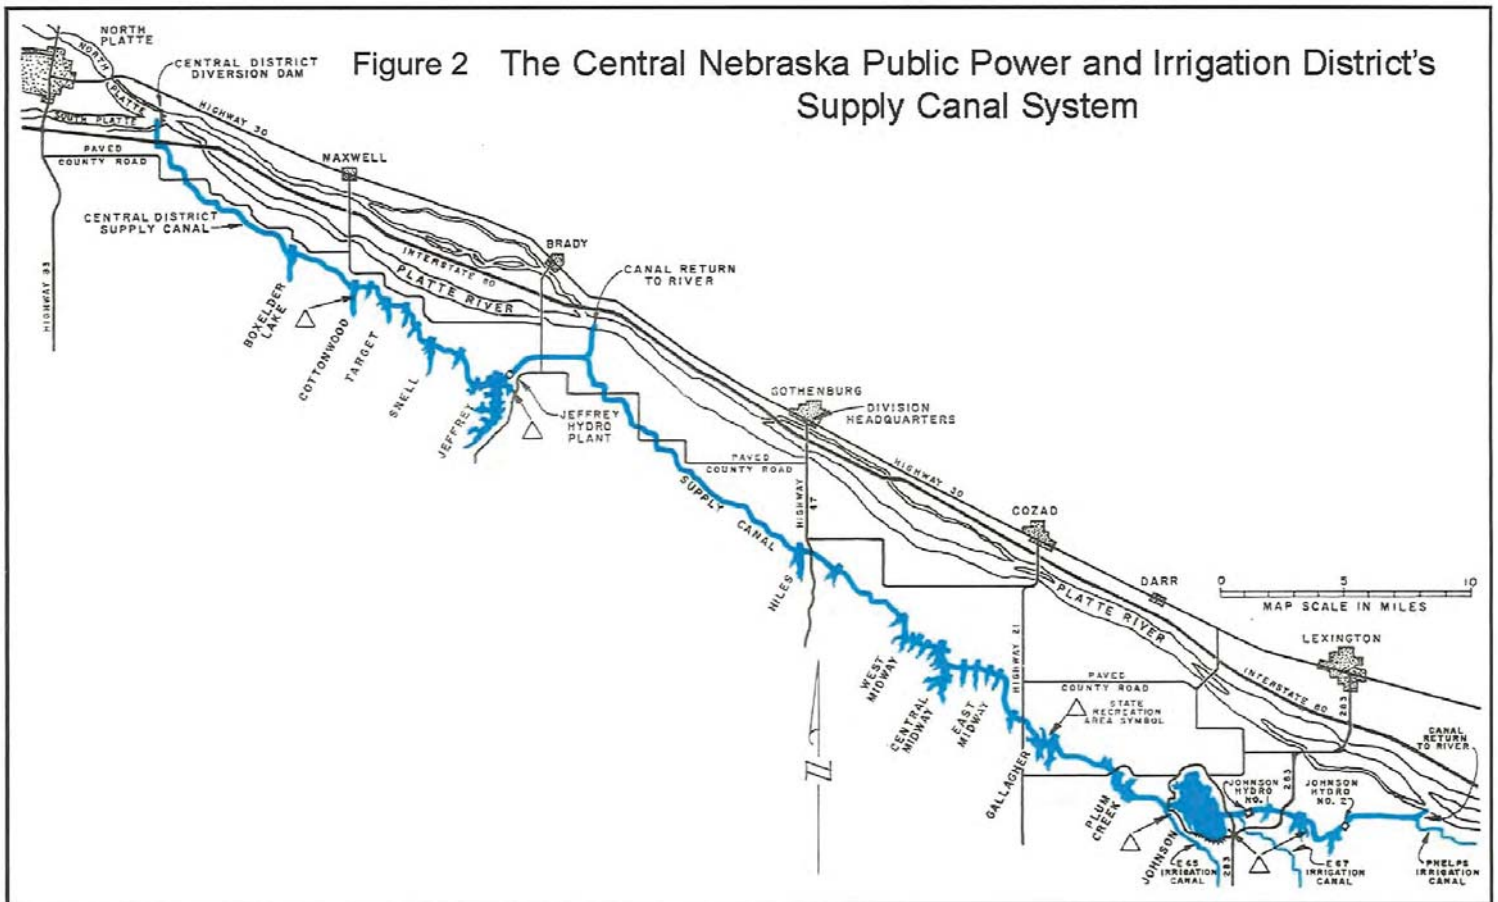 Figure 2 The Central Nebraska Public Power and Irrigation District's
Supply Canal System
NORTH
PLATTE
NORTH
PLATTE
CENTRAL DISTRICT
DIVERSION DAM
HIGHWAY 30
SOUTH PLATTE
PAVED
COUNTY ROAD
MAXWELL
CENTRAL DISTRICT
SUPPLY CANAL
HIGHWAY 83
BRADY
INTERSTATE 80
PLATTE RIVER
CANAL RETURN
TO RIVER
BOXELDER
LAKE
COTTONWOOD
TARGET
SNELL
JEFFREY
JEFFREY
HYDRO
PLANT
GOTHENBURG
DIVISION
HEADQUARTERS
PAVED
COUNTY ROAD
HIGHWAY 30
SUPPLY CANAL
HIGHWAY
47
COZAD
HILES
DARR
0 5 10
MAP SCALE IN MILES
PLATTE RIVER
LEXINGTON
HIGHWAY 21
WEST
MIDWAY
PAVED
COUNTY ROAD
INTERSTATE 80
CENTRAL
MIDWAY
EAST
MIDWAY
STATE
RECREATION
AREA SYMBOL
283
CANAL
RETURN
TO RIVER
GALLAGHER
Z
PLUM
CREEK
JOHNSON
HYDRO
NO. 1
283
JOHNSON
HYDRO
NO. 2
JOHNSON
E65
IRRIGATION
CANAL
283
E67
IRRIGATION
CANAL
PHELPS
IRRIGATION
CANAL